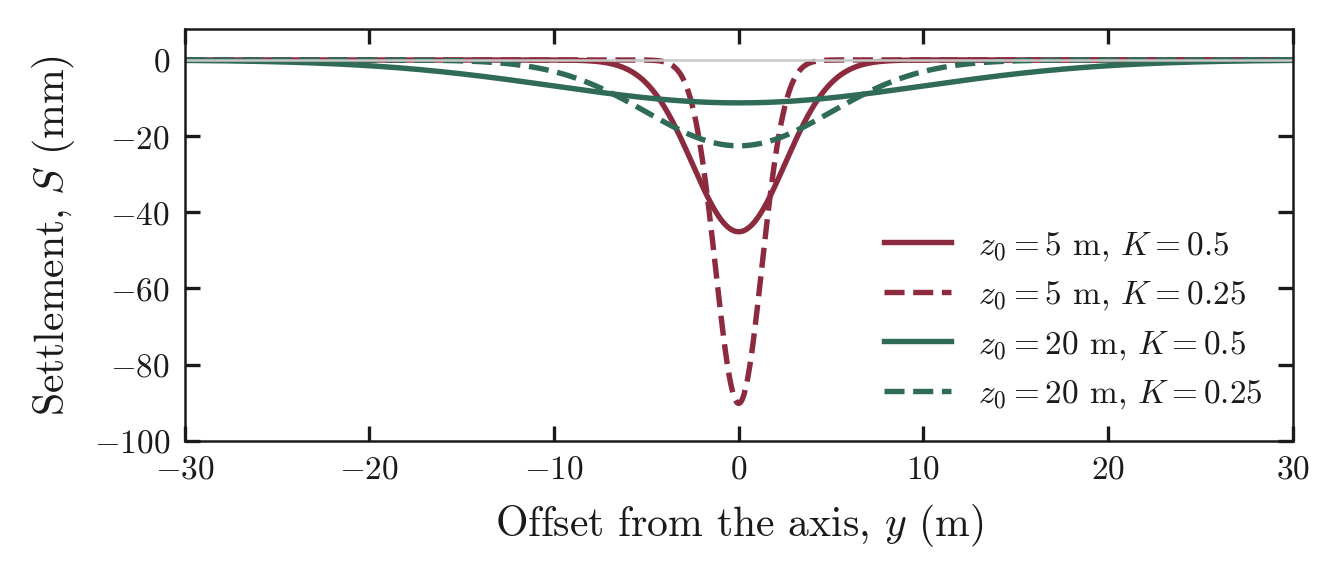 Settlement, S (mm)
0
−20
−40
−60
−80
−100
z₀ = 5 m, K = 0.5
z₀ = 5 m, K = 0.25
z₀ = 20 m, K = 0.5
z₀ = 20 m, K = 0.25
−30 −20 −10 0 10 20 30
Offset from the axis, y (m)